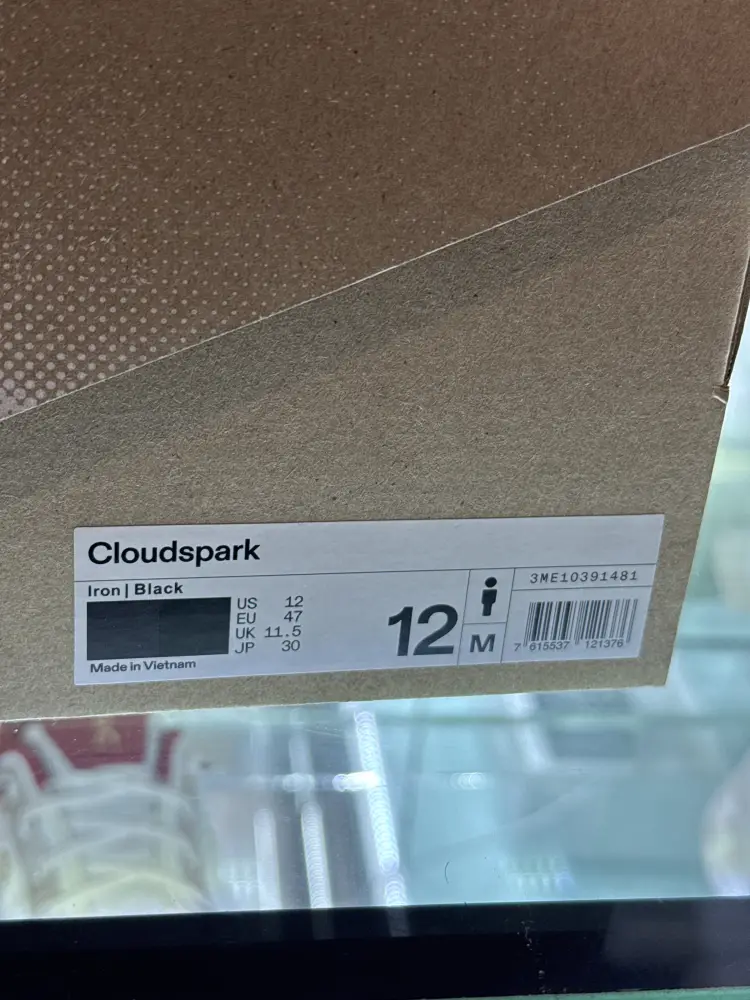 Cloudspark
Iron | Black
3ME10391481
US 12
EU 47
UK 11.5
JP 30
12
M
7 615537 121376
Made in Vietnam